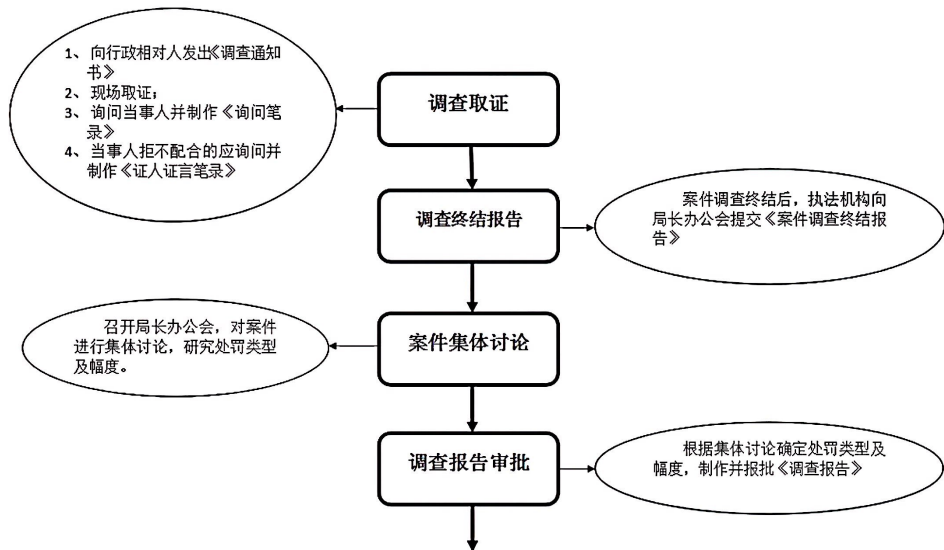 1、 向行政相对人发出《调查通知
书》
2、 现场取证；
3、 询问当事人并制作《询问笔
录》
4、 当事人拒不配合的应询问并
制作《证人证言笔录》
调查取证
调查终结报告
案件调查终结后，执法机构向
局长办公会提交《案件调查终结报
告》
召开局长办公会，对案件
进行集体讨论，研究处罚类型
及幅度。
案件集体讨论
调查报告审批
根据集体讨论确定处罚类型及
幅度，制作并报批《调查报告》